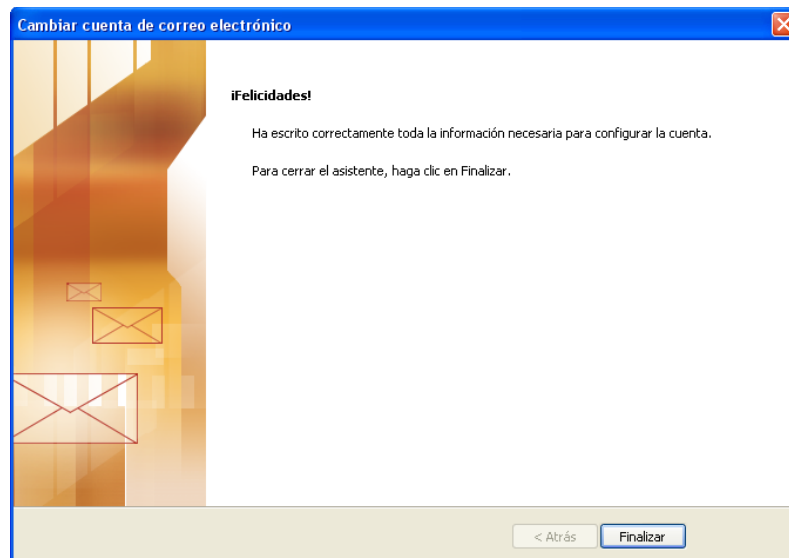 Cambiar cuenta de correo electrónico
¡Felicidades!
Ha escrito correctamente toda la información necesaria para configurar la cuenta.
Para cerrar el asistente, haga clic en Finalizar.
< Atrás Finalizar